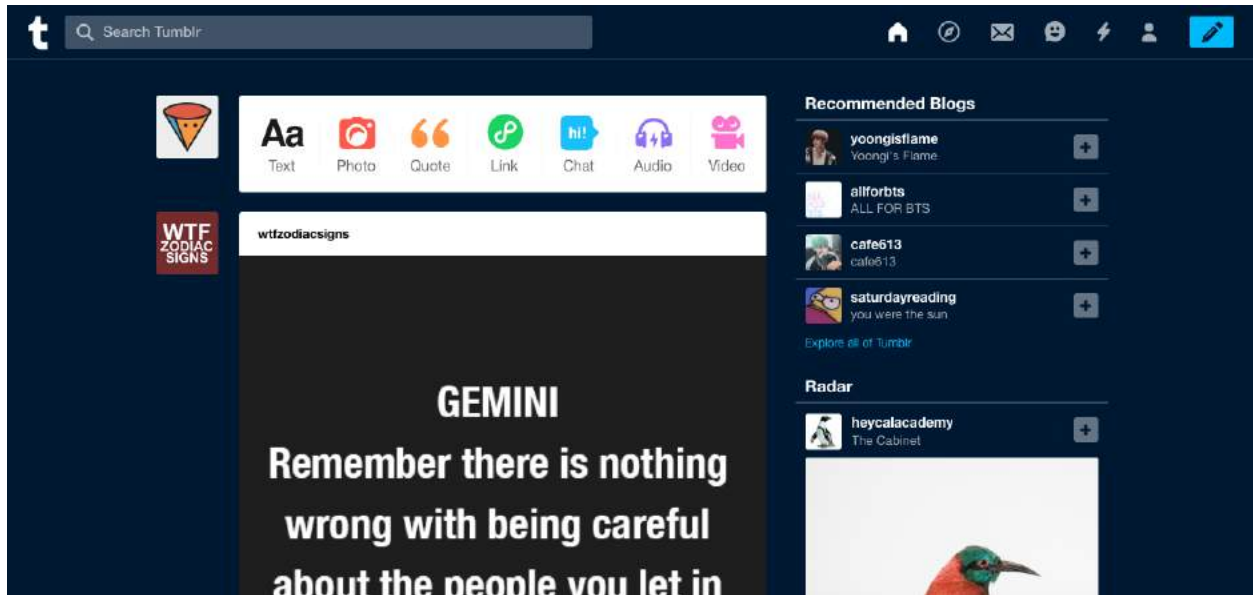 t
Search Tumblr
Aa
Text
Photo
Quote
Link
hi!
Chat
Audio
Video
WTF
ZODIAC
SIGNS
wtfzodiacsigns
GEMINI
Remember there is nothing
wrong with being careful
about the people you let in
Recommended Blogs
yoongisflame
Yoongi's Flame
allforbts
ALL FOR BTS
cafe613
cafe613
saturdayreading
you were the sun
Explore all of Tumblr
Radar
heycalacademy
The Cabinet